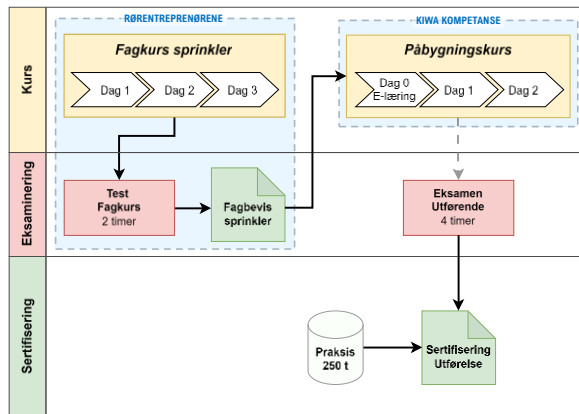 RØRENTREPRENØRENE
KIWA KOMPETANSE
Kurs
Fagkurs sprinkler
Dag 1
Dag 2
Dag 3
Påbygningskurs
Dag 0
E-læring
Dag 1
Dag 2
Eksaminering
Test
Fagkurs
2 timer
Fagbevis
sprinkler
Eksamen
Utførende
4 timer
Sertifisering
Praksis
250 t
Sertifisering
Utførelse